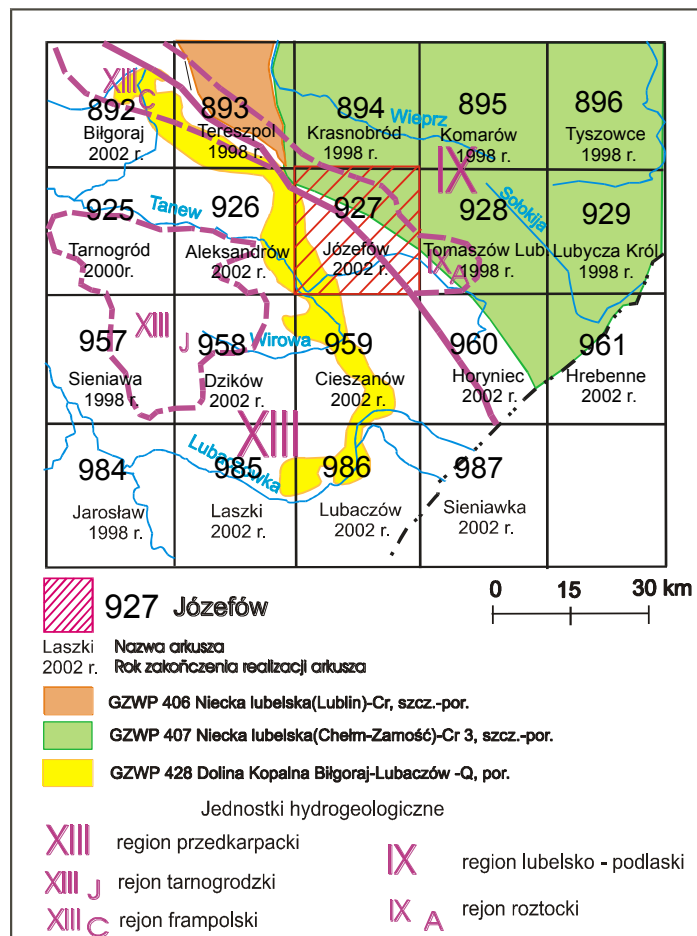 XIII C
892
Biłgoraj
2002 r.
893
Tereszpol
1998 r.
894
Krasnobród
1998 r.
Wieprz
895
Komarów
1998 r.
896
Tyszowce
1998 r.
IX
925
Tarnogród
2000r.
Tanew
926
Aleksandrów
2002 r.
927
Józefów
2002 r.
928
Tomaszów Lub.
1998 r.
IX A
Sołokija
929
Lubycza Król
1998 r.
957
Sieniawa
1998 r.
XIII J
958
Dzików
2002 r.
Wirowa
959
Cieszanów
2002 r.
960
Horyniec
2002 r.
961
Hrebenne
2002 r.
XIII
984
Jarosław
1998 r.
Lubaczówka
985
Laszki
2002 r.
986
Lubaczów
2002 r.
987
Sieniawka
2002 r.
927 Józefów
0 15 30 km
Laszki Nazwa arkusza
2002 r. Rok zakończenia realizacji arkusza
GZWP 406 Niecka lubelska(Lublin)-Cr, szcz.-por.
GZWP 407 Niecka lubelska(Chełm-Zamość)-Cr 3, szcz.-por.
GZWP 428 Dolina Kopalna Biłgoraj-Lubaczów -Q, por.
Jednostki hydrogeologiczne
XIII region przedkarpacki
XIII J rejon tarnogrodzki
XIII C rejon frampolski
IX region lubelsko - podlaski
IX A rejon roztocki